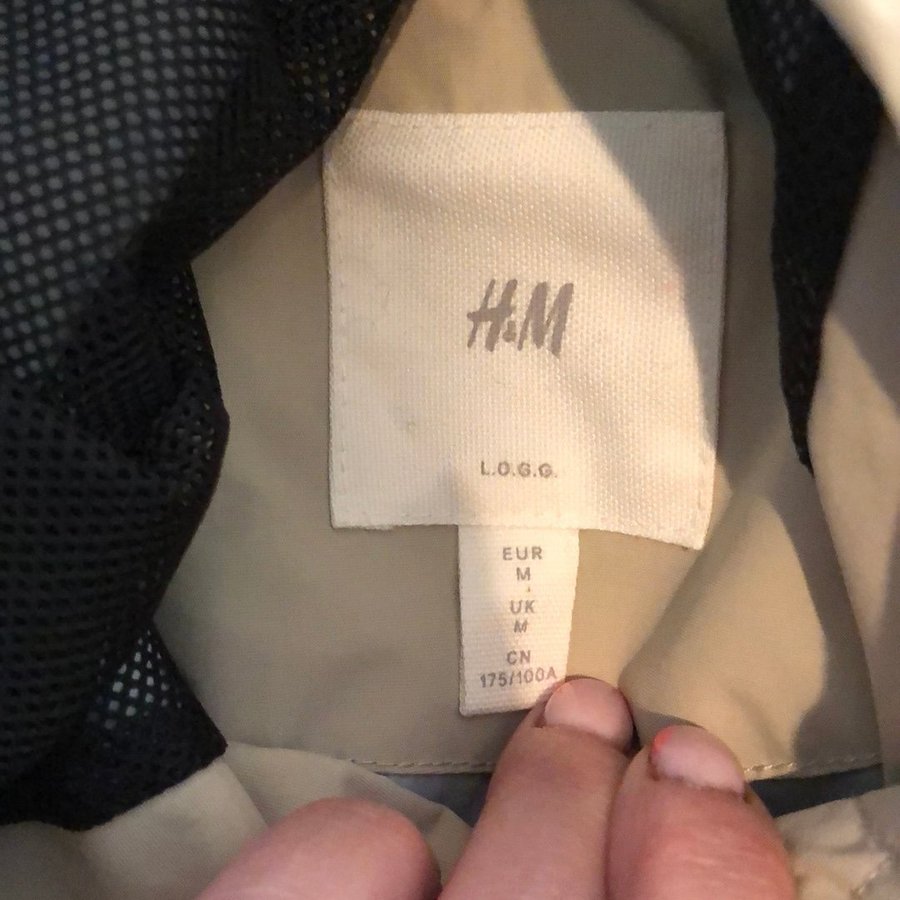 H&M
L.O.G.G.
EUR
M
UK
M
CN
175/100A